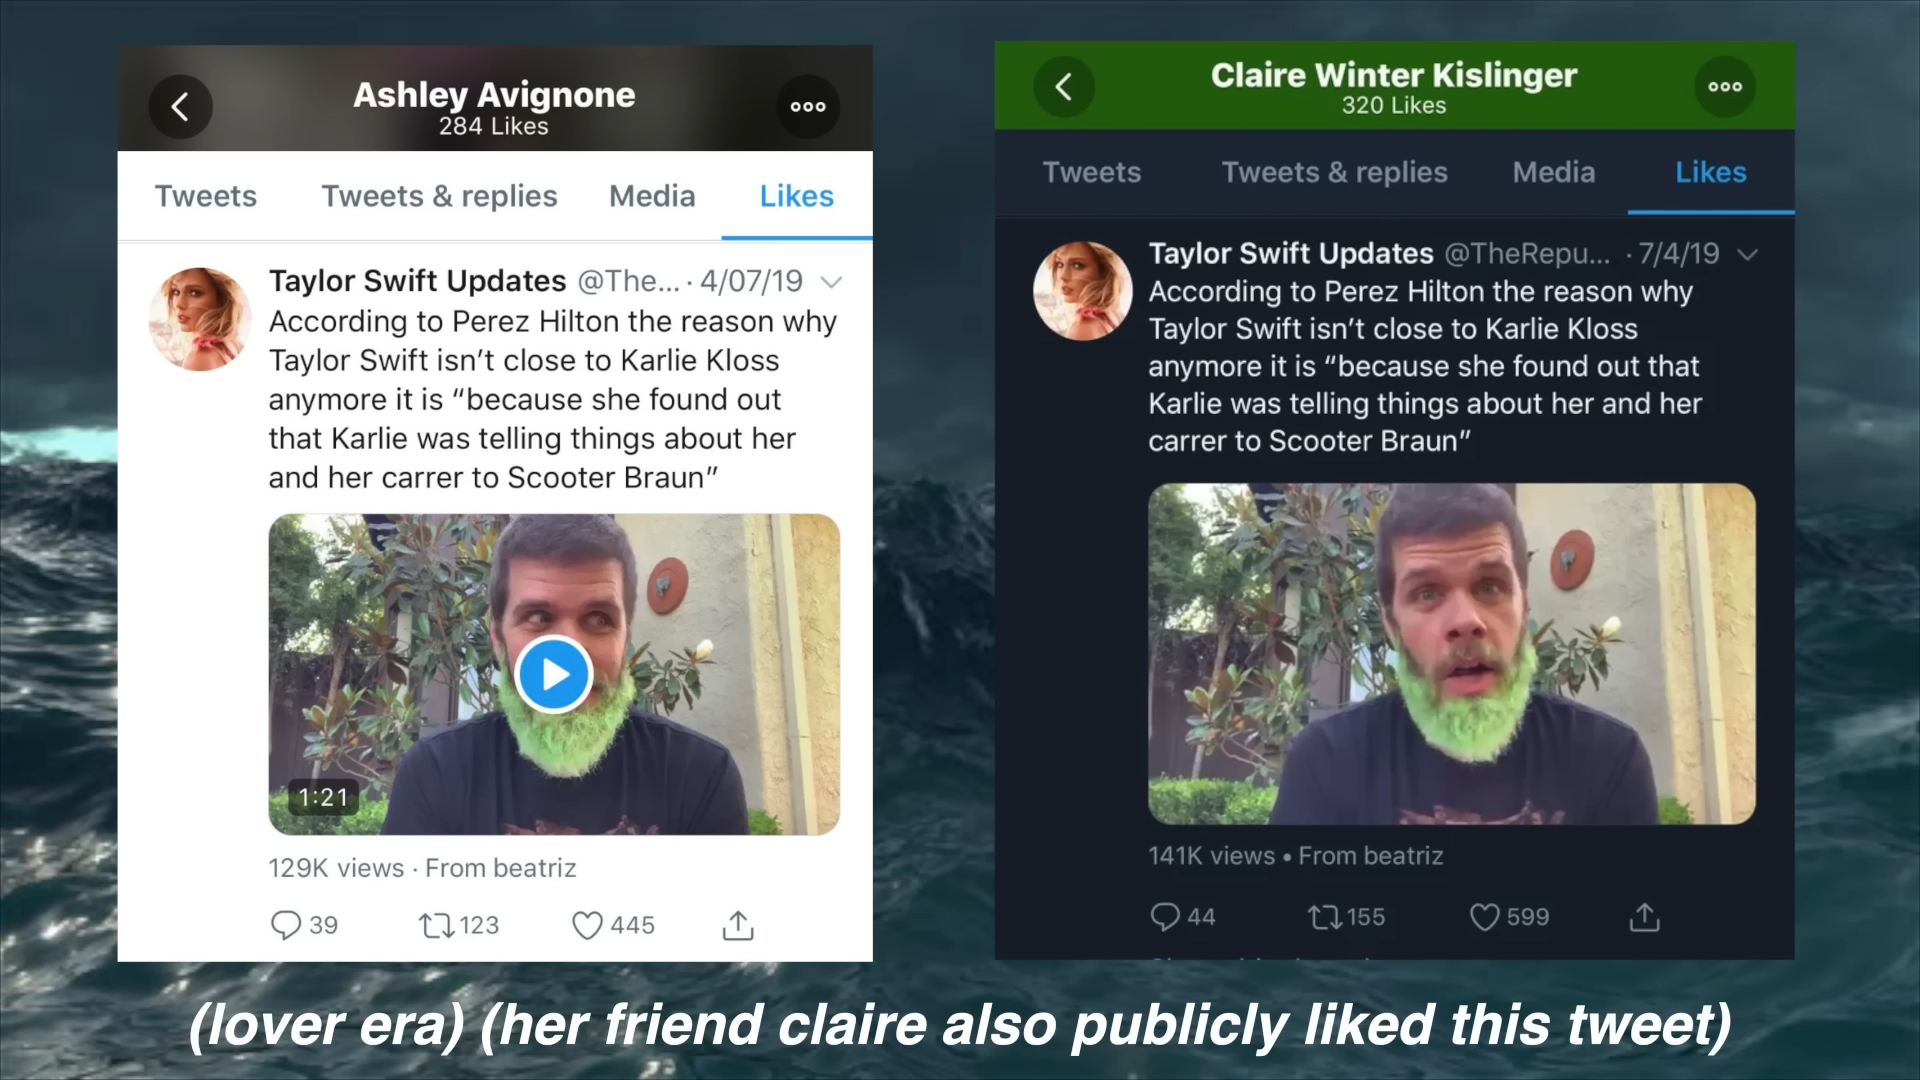 Ashley Avignone
284 Likes
Tweets Tweets & replies Media Likes
Taylor Swift Updates @The... · 4/07/19
According to Perez Hilton the reason why
Taylor Swift isn't close to Karlie Kloss
anymore it is “because she found out
that Karlie was telling things about her
and her carrer to Scooter Braun”
1:21
129K views · From beatriz
39 123 445
Claire Winter Kislinger
320 Likes
Tweets Tweets & replies Media Likes
Taylor Swift Updates @TheRepu... · 7/4/19
According to Perez Hilton the reason why
Taylor Swift isn’t close to Karlie Kloss
anymore it is “because she found out that
Karlie was telling things about her and her
carrer to Scooter Braun”
141K views • From beatriz
44 155 599
(lover era) (her friend claire also publicly liked this tweet)